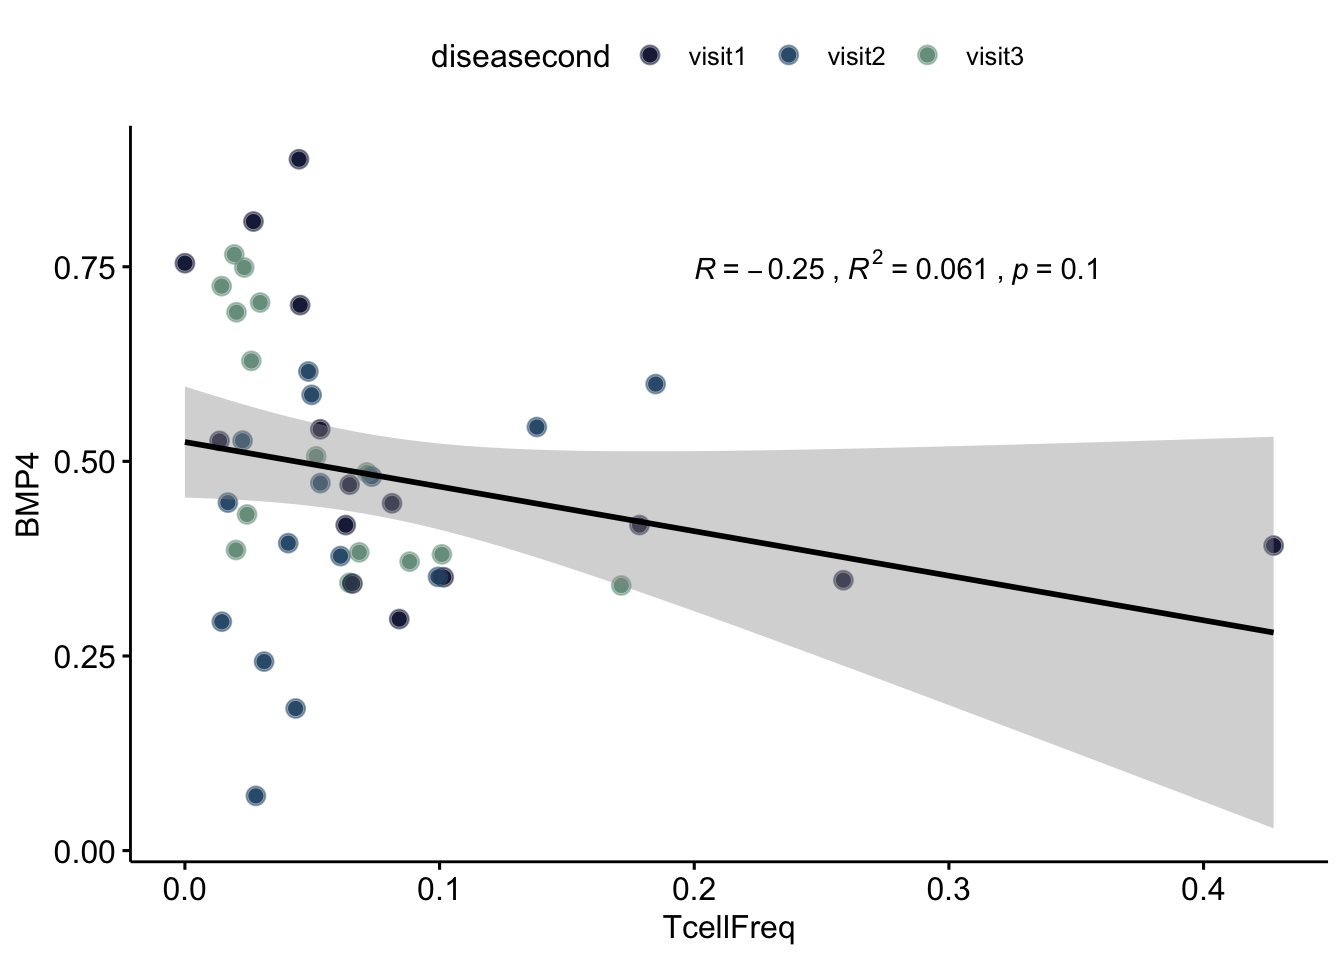 diseasecond visit1 visit2 visit3
R = −0.25 , R² = 0.061 , p = 0.1
BMP4
0.75
0.50
0.25
0.00
0.0 0.1 0.2 0.3 0.4
TcellFreq